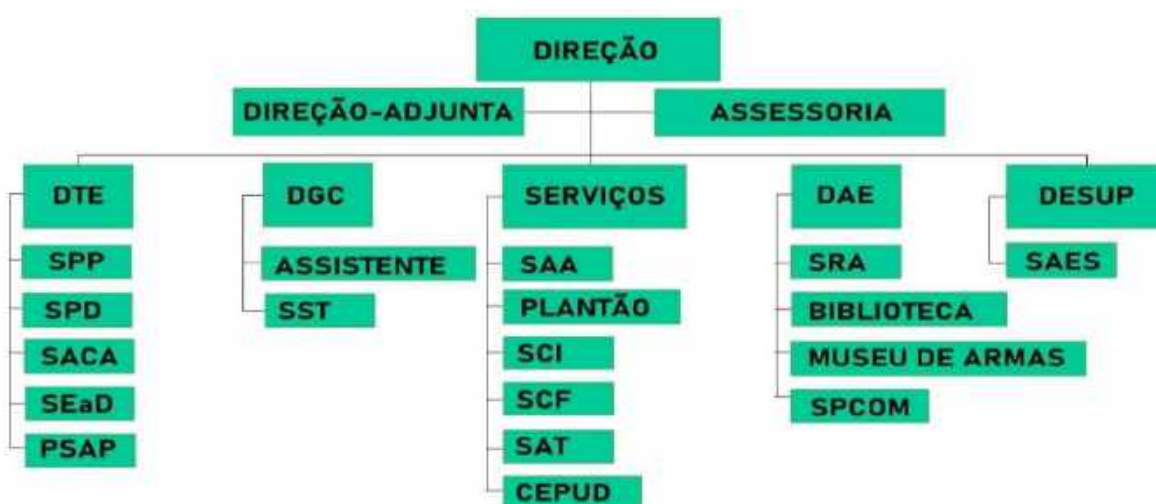 DIREÇÃO
DIREÇÃO-ADJUNTA
ASSESSORIA
DTE
SPP
SPD
SACA
SEaD
PSAP
DGC
ASSISTENTE
SST
SERVIÇOS
SAA
PLANTÃO
SCI
SCF
SAT
CEPUD
DAE
SRA
BIBLIOTECA
MUSEU DE ARMAS
SPCOM
DESUP
SAES